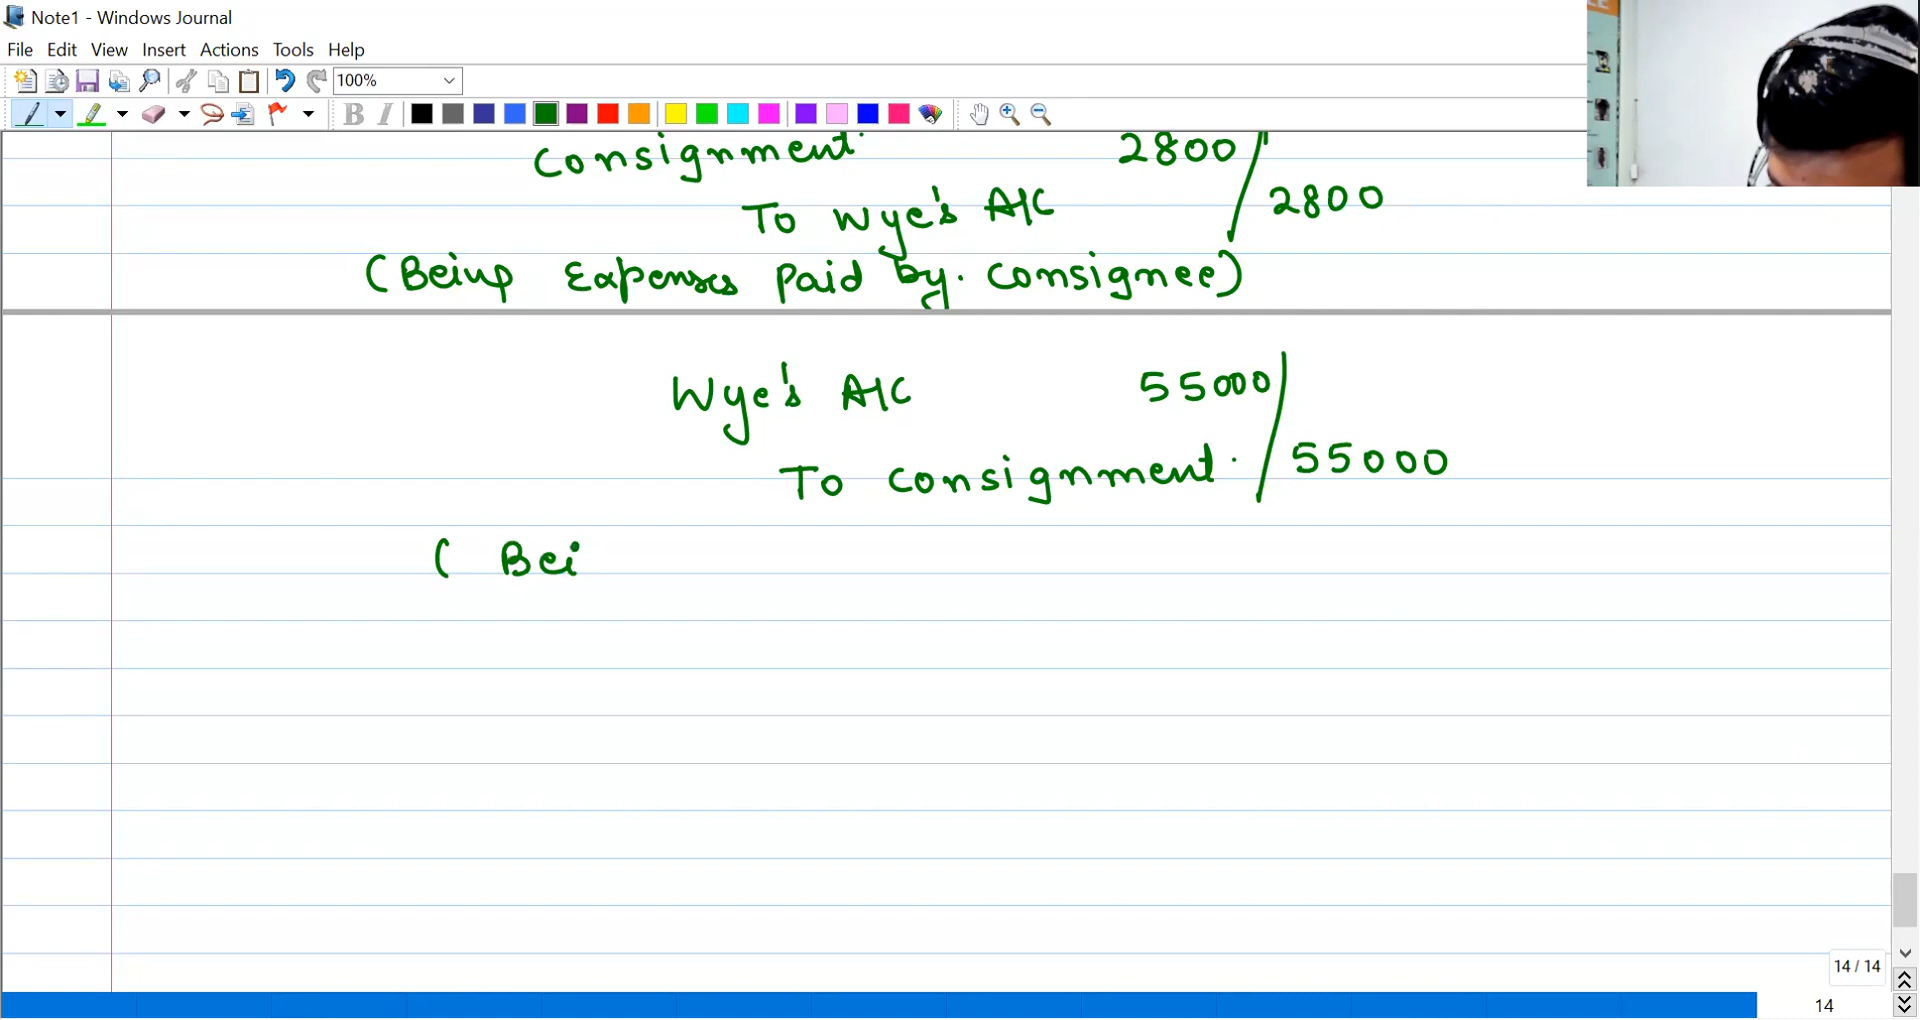 Note1 - Windows Journal
File Edit View Insert Actions Tools Help
100%
B I
Consignment 2800
To Wye's A/C 2800
(Being Expenses Paid by. Consignee)
Wye's A/C 55000
To Consignment 55000
( Bei
14 / 14
14